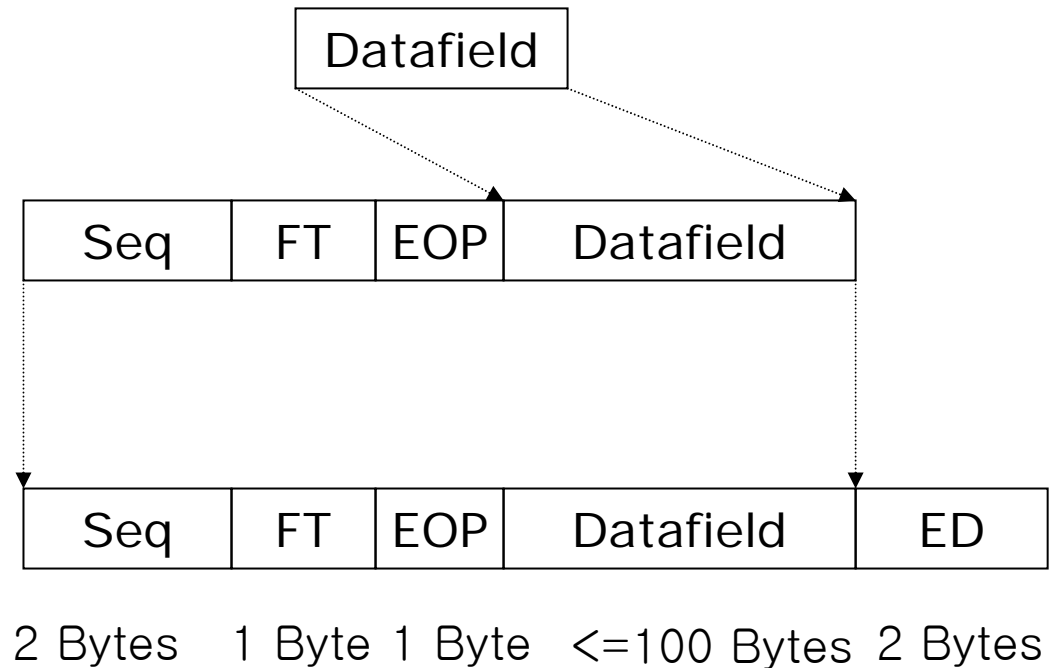 Datafield
Seq FT EOP Datafield
Seq FT EOP Datafield ED
2 Bytes 1 Byte 1 Byte <=100 Bytes 2 Bytes